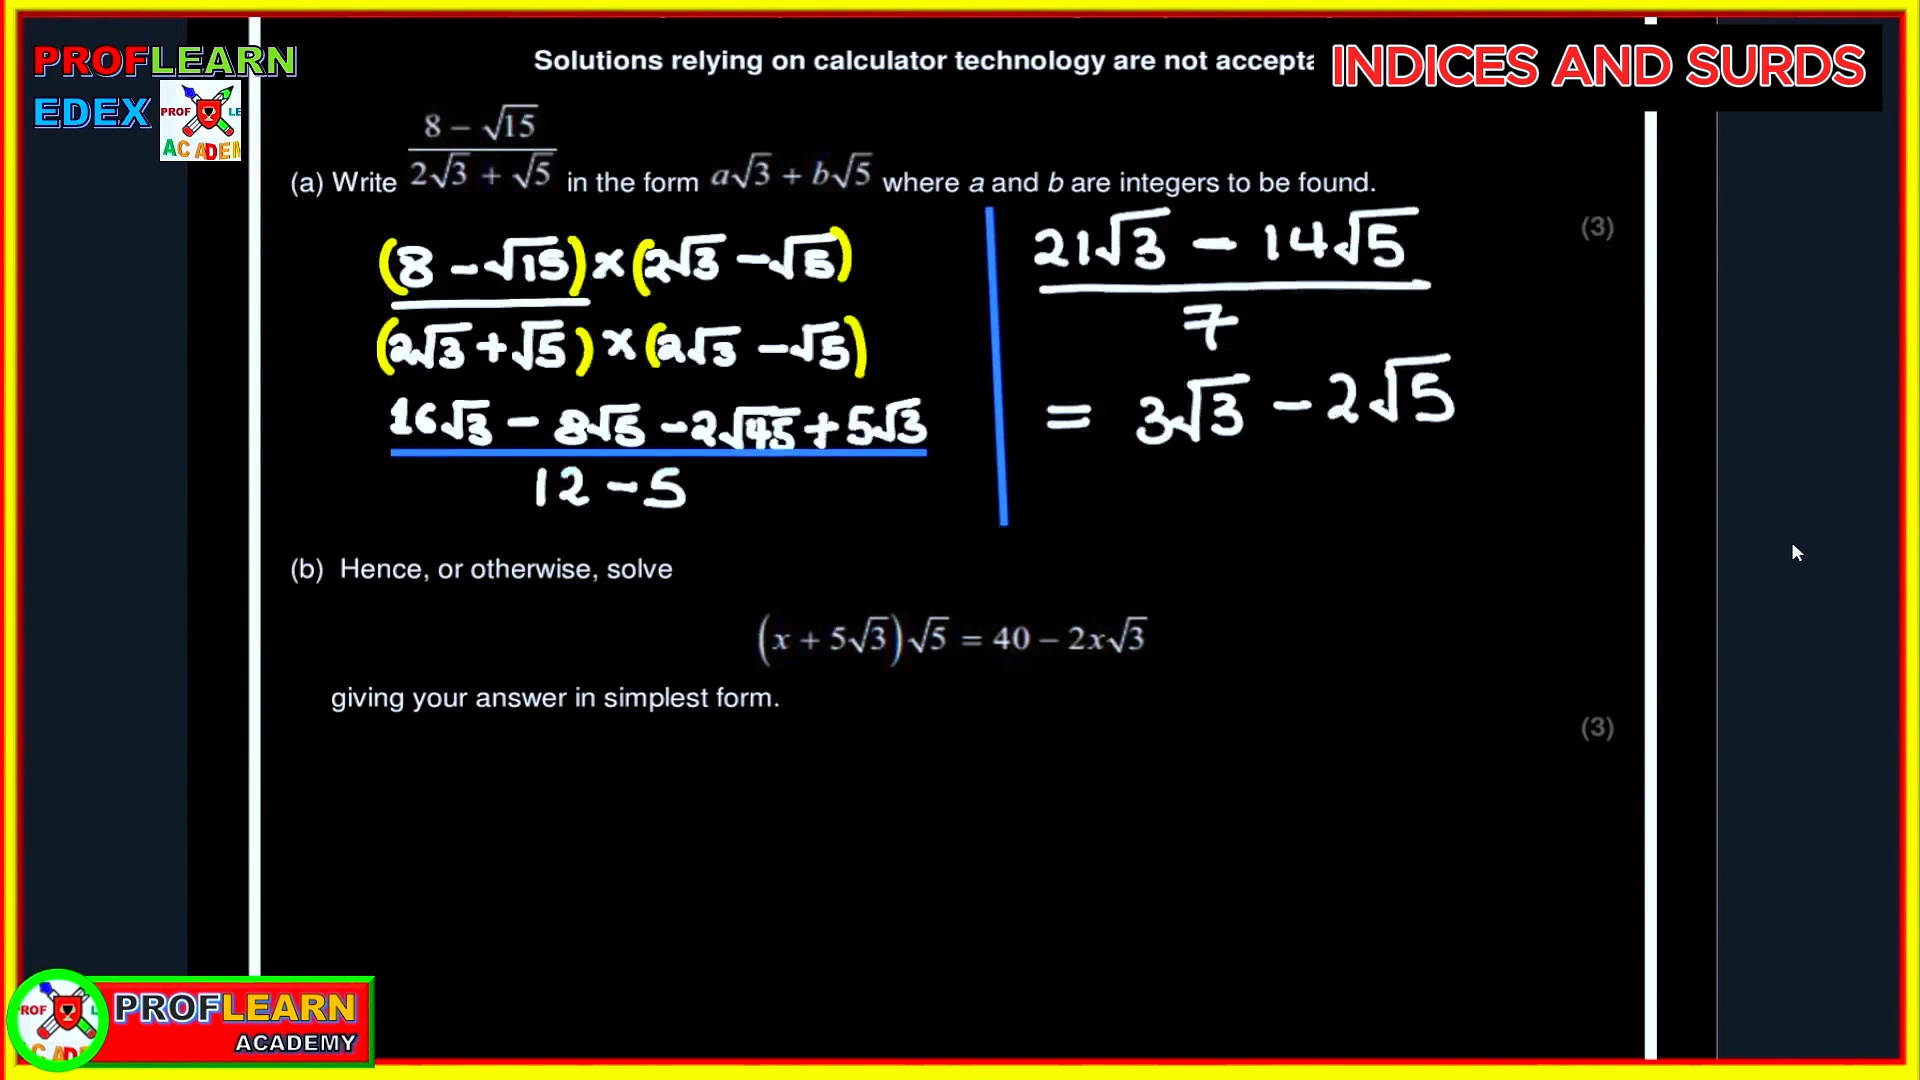 PROFLEARN
EDEX
PROF LE
ACADEM
Solutions relying on calculator technology are not accepta
INDICES AND SURDS
(a) Write (8 − √15)/(2√3 + √5) in the form a√3 + b√5 where a and b are integers to be found.
(3)
(8 − √15) × (2√3 − √5)
(2√3 + √5) × (2√3 − √5)
16√3 − 8√5 − 2√45 + 5√3
12 − 5
21√3 − 14√5
7
= 3√3 − 2√5
(b) Hence, or otherwise, solve
(x + 5√3)√5 = 40 − 2x√3
giving your answer in simplest form.
(3)
PROFLEARN
ACADEMY